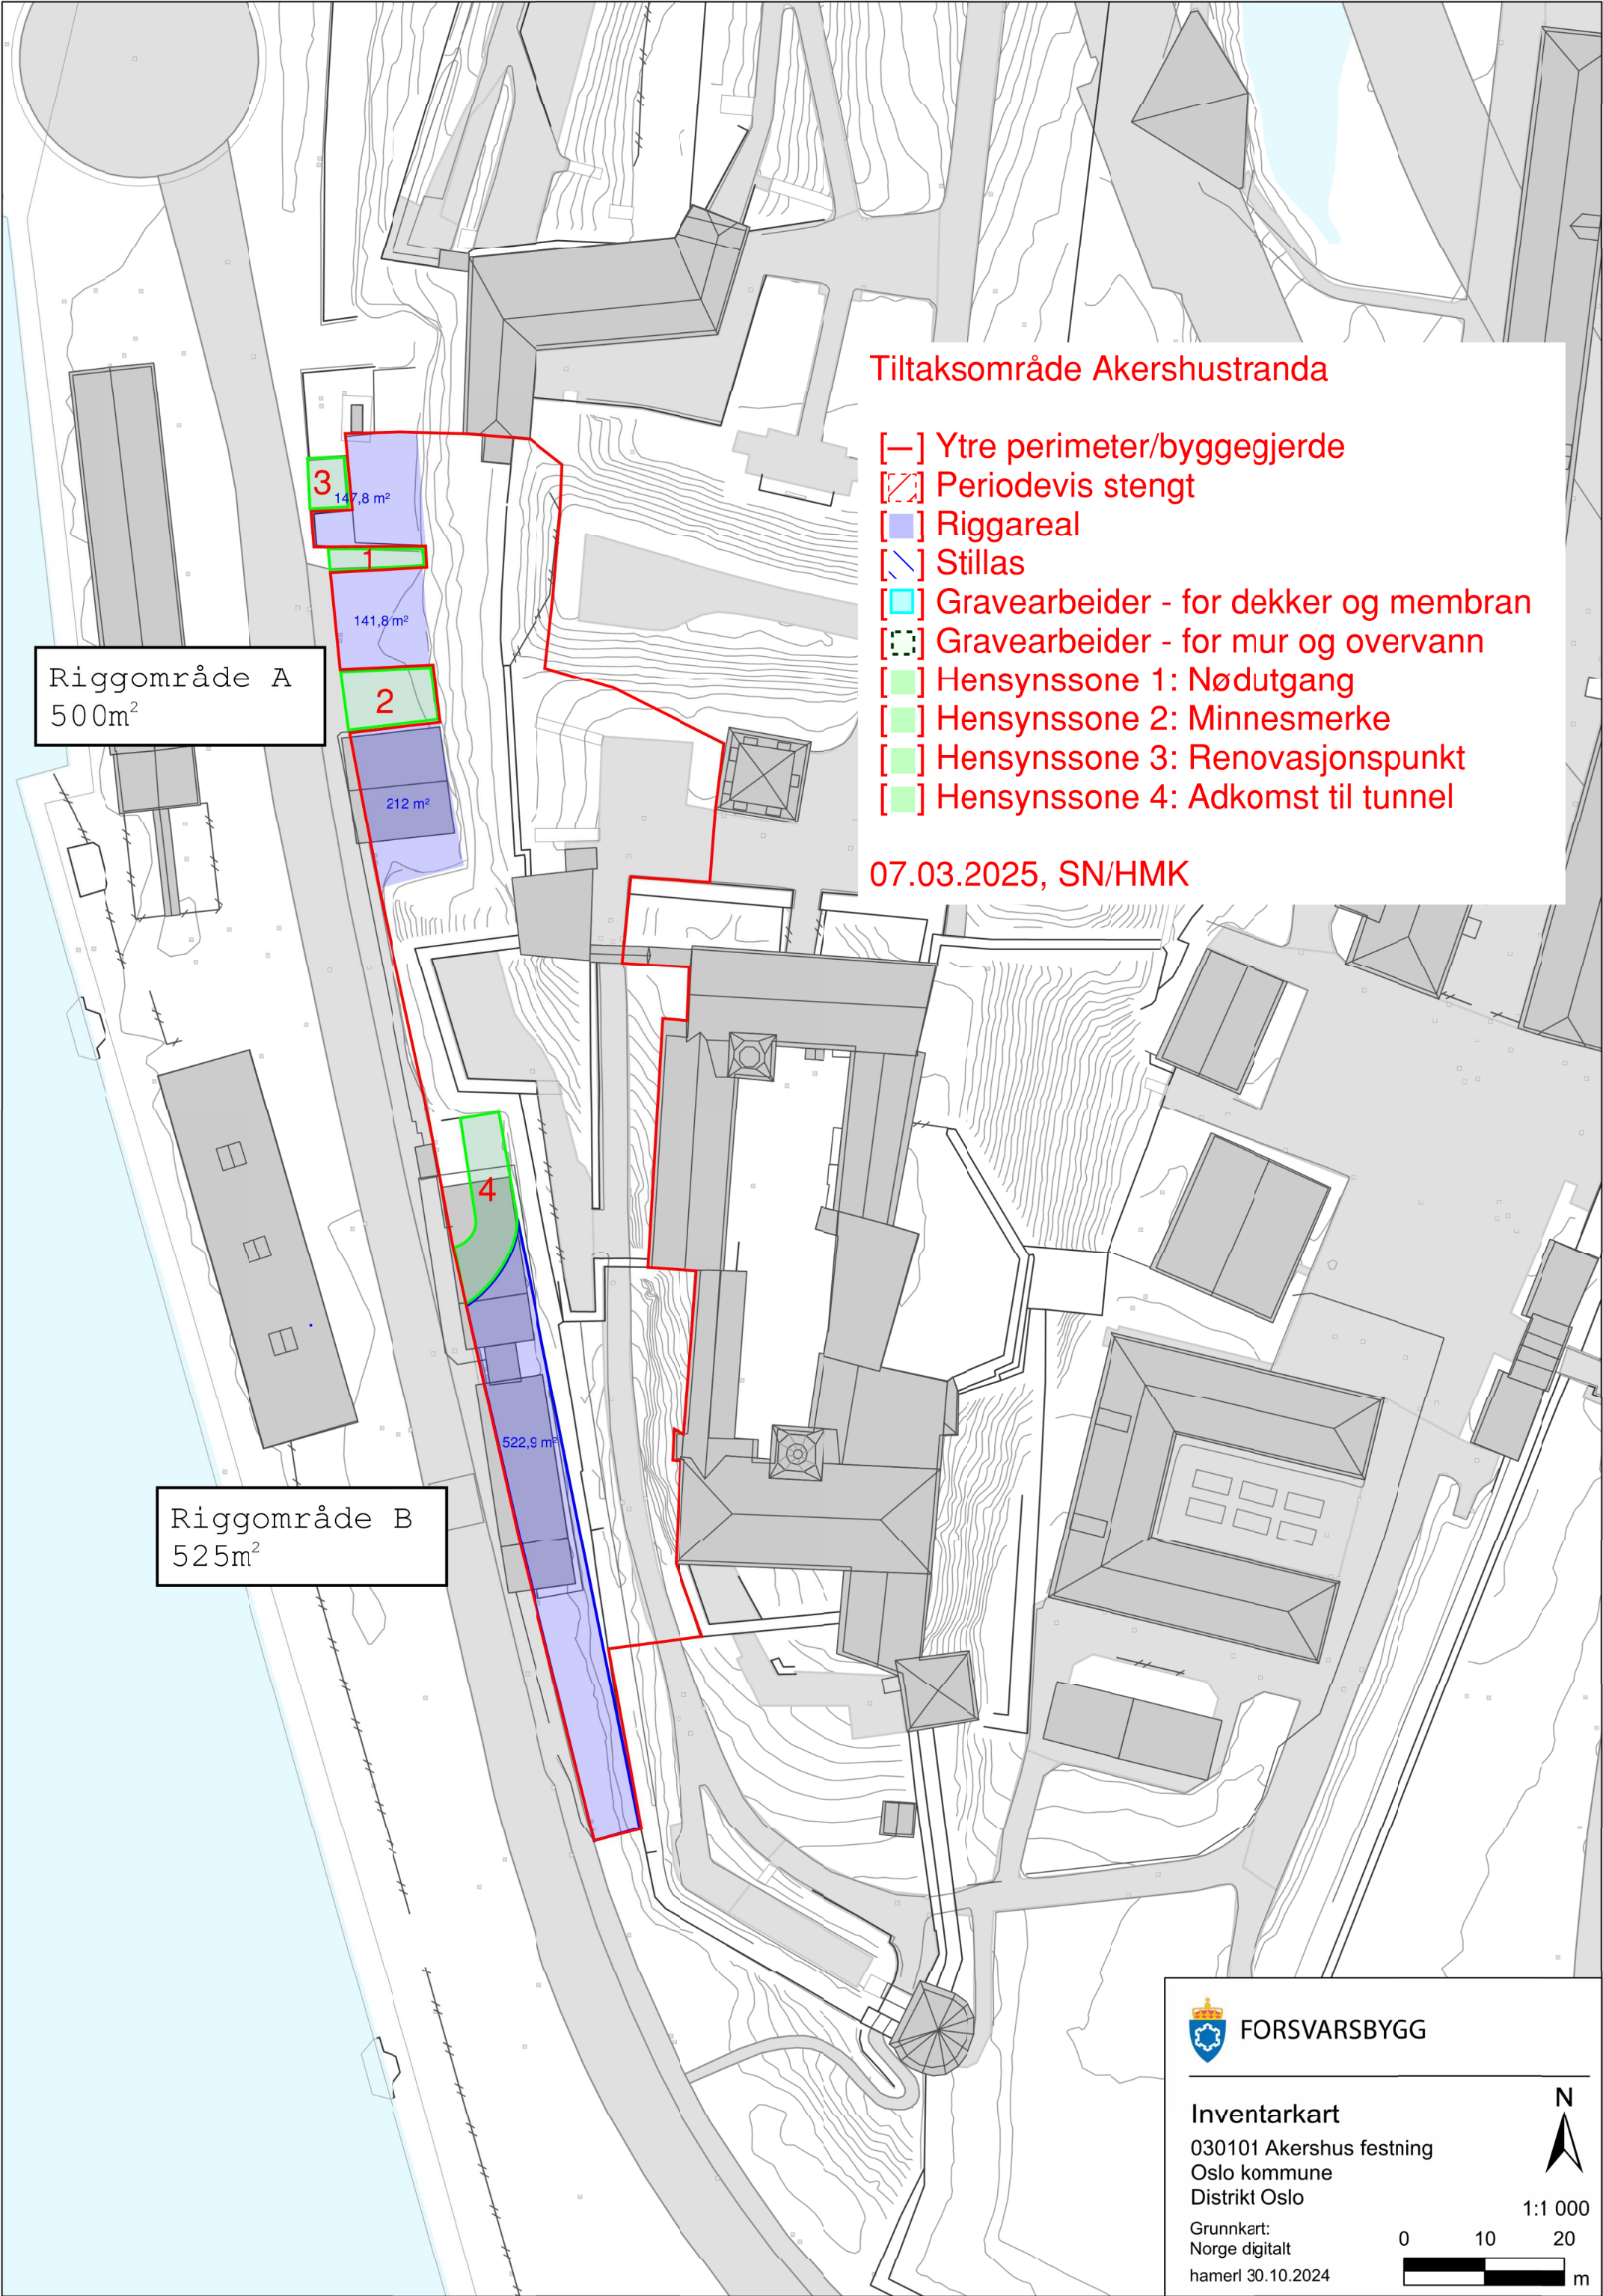 Tiltaksområde Akershustranda
[—] Ytre perimeter/byggegjerde
[ ] Periodevis stengt
[ ] Riggareal
[ ] Stillas
[ ] Gravearbeider - for dekker og membran
[ ] Gravearbeider - for mur og overvann
[ ] Hensynssone 1: Nødutgang
[ ] Hensynssone 2: Minnesmerke
[ ] Hensynssone 3: Renovasjonspunkt
[ ] Hensynssone 4: Adkomst til tunnel
07.03.2025, SN/HMK
3
147,8 m²
1
141,8 m²
Riggområde A
500m²
2
212 m²
4
522,9 m²
Riggområde B
525m²
FORSVARSBYGG
Inventarkart
030101 Akershus festning
Oslo kommune
Distrikt Oslo
Grunnkart:
Norge digitalt
hamerl 30.10.2024
N
1:1 000
0 10 20
m